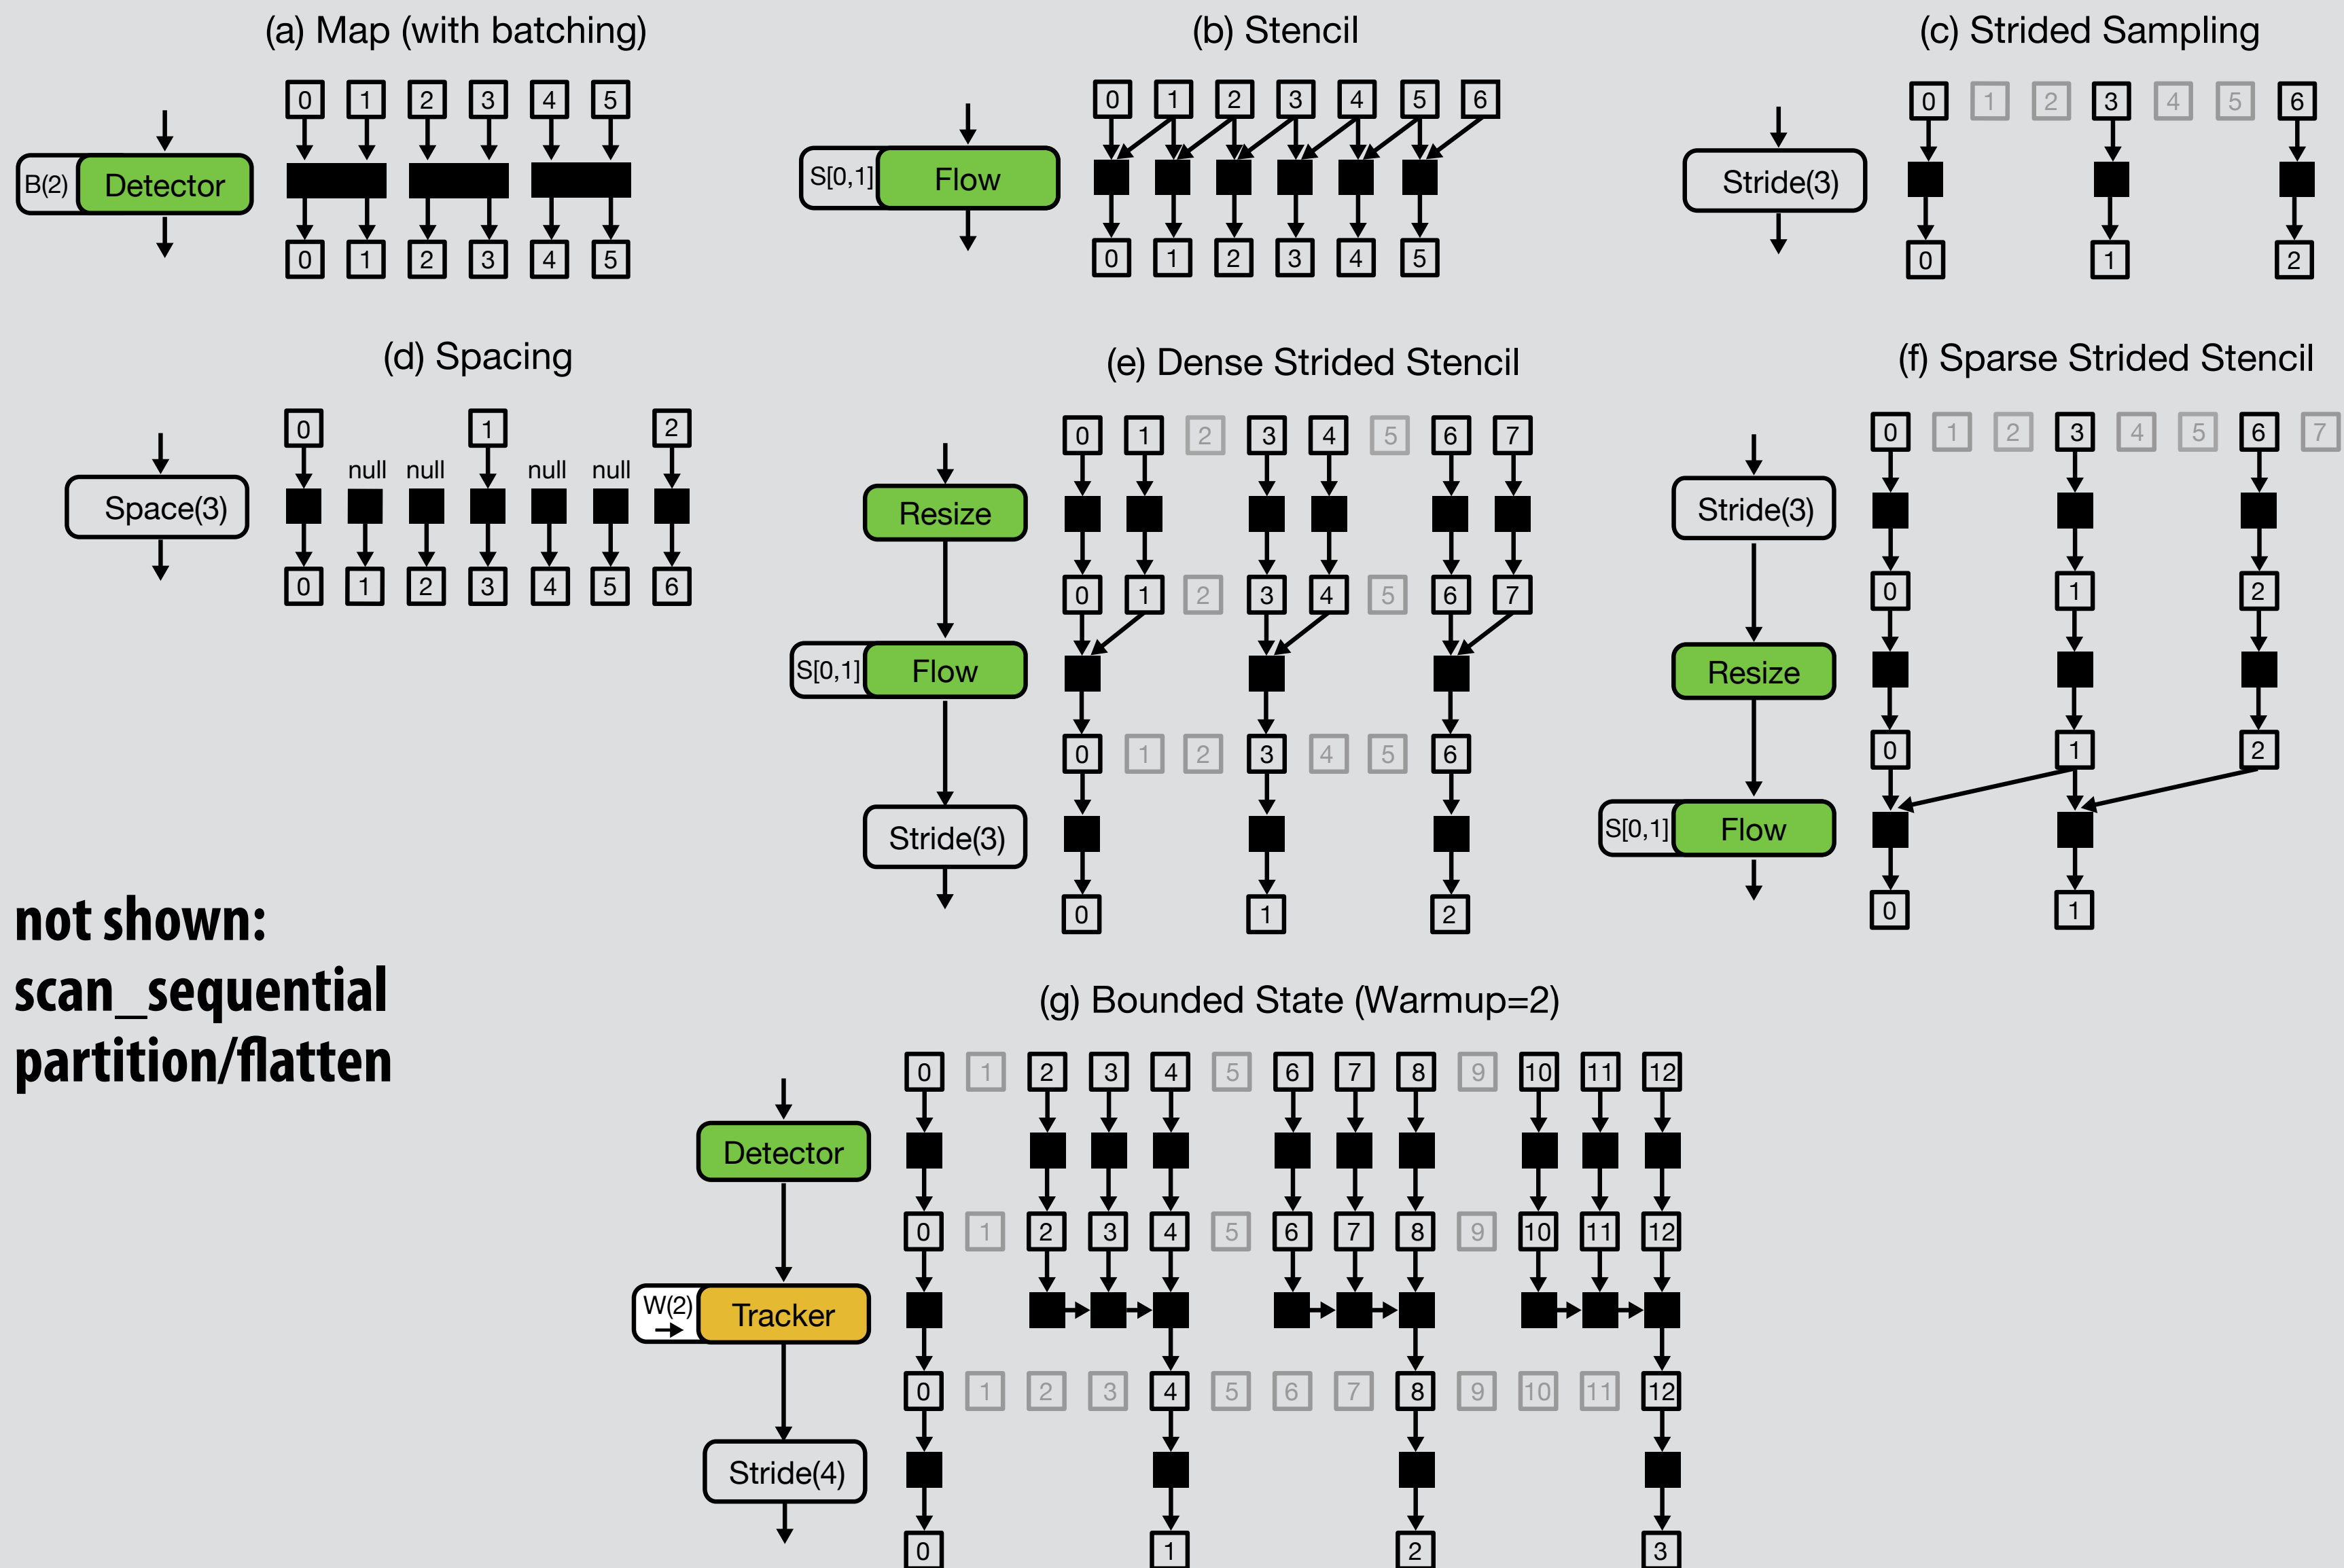 (a) Map (with batching)
B(2) Detector
0 1 2 3 4 5
0 1 2 3 4 5
(b) Stencil
S[0,1] Flow
0 1 2 3 4 5 6
0 1 2 3 4 5
(c) Strided Sampling
Stride(3)
0 1 2 3 4 5 6
0 1 2
(d) Spacing
Space(3)
0 1 2
null null null null
0 1 2 3 4 5 6
(e) Dense Strided Stencil
0 1 2 3 4 5 6 7
Resize
0 1 2 3 4 5 6 7
S[0,1] Flow
0 1 2 3 4 5 6
Stride(3)
0 1 2
(f) Sparse Strided Stencil
0 1 2 3 4 5 6 7
Stride(3)
0 1 2
Resize
0 1 2
S[0,1] Flow
0 1
not shown:
scan_sequential
partition/flatten
(g) Bounded State (Warmup=2)
0 1 2 3 4 5 6 7 8 9 10 11 12
Detector
0 1 2 3 4 5 6 7 8 9 10 11 12
W(2) Tracker
0 1 2 3 4 5 6 7 8 9 10 11 12
Stride(4)
0 1 2 3